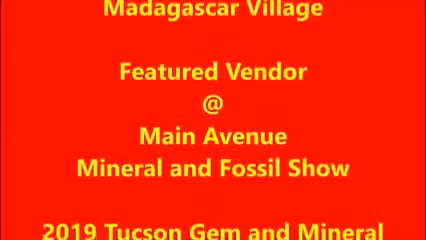 Madagascar Village
Featured Vendor
@
Main Avenue
Mineral and Fossil Show
2019 Tucson Gem and Mineral